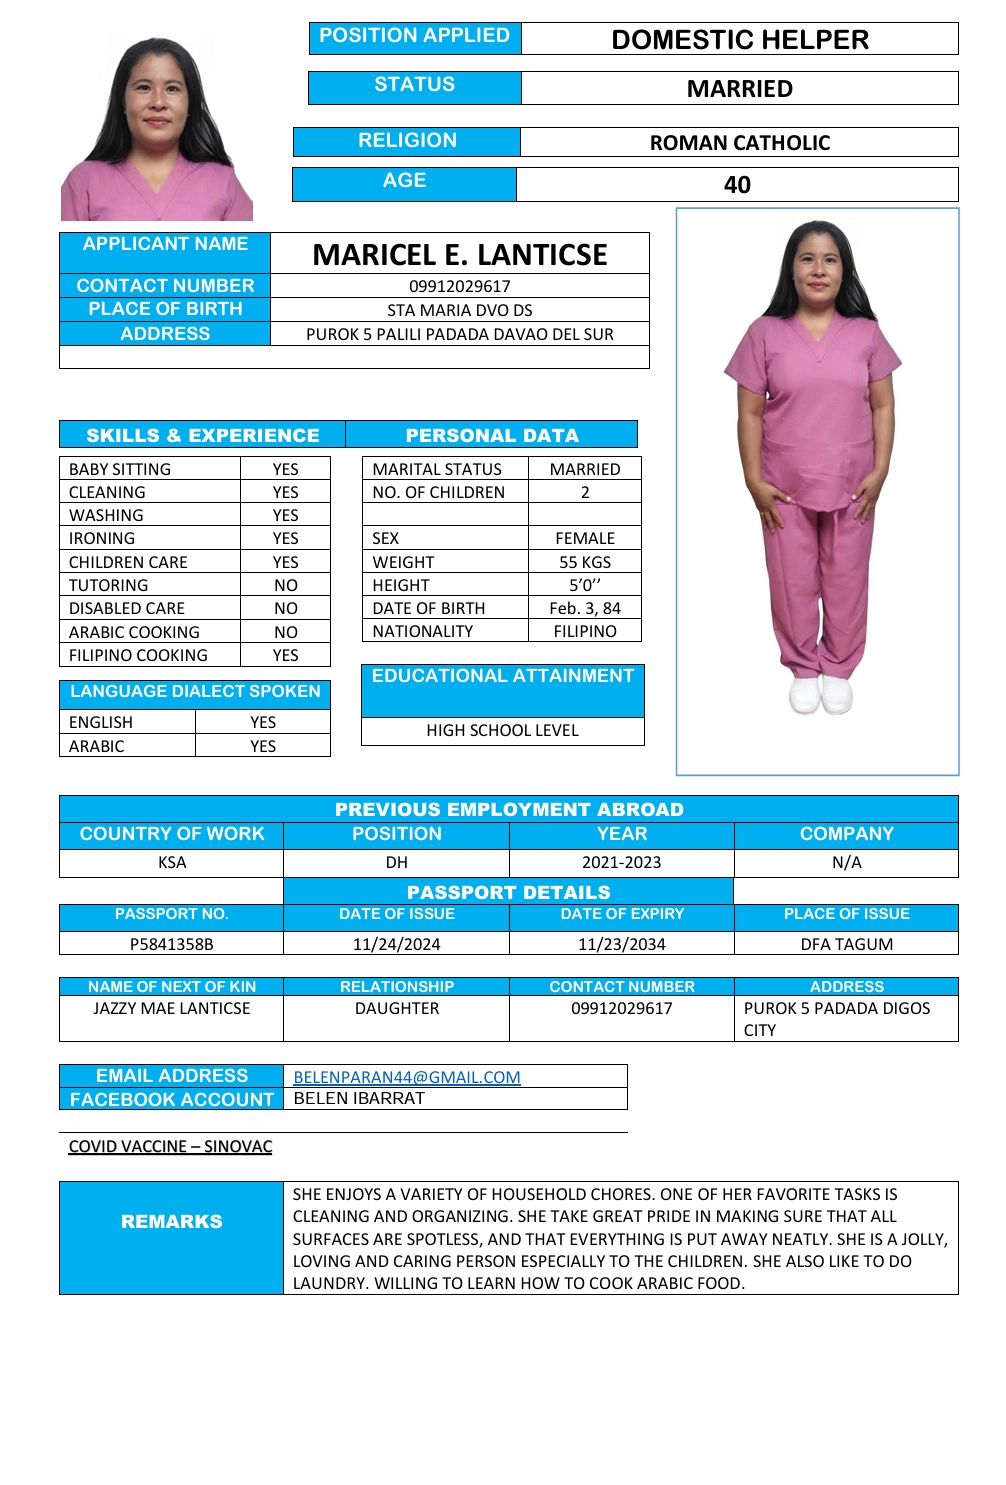 POSITION APPLIED DOMESTIC HELPER
STATUS MARRIED
RELIGION ROMAN CATHOLIC
AGE 40
APPLICANT NAME MARICEL E. LANTICSE
CONTACT NUMBER 09912029617
PLACE OF BIRTH STA MARIA DVO DS
ADDRESS PUROK 5 PALILI PADADA DAVAO DEL SUR
SKILLS & EXPERIENCE PERSONAL DATA
BABY SITTING YES
CLEANING YES
WASHING YES
IRONING YES
CHILDREN CARE YES
TUTORING NO
DISABLED CARE NO
ARABIC COOKING NO
FILIPINO COOKING YES
LANGUAGE DIALECT SPOKEN
ENGLISH YES
ARABIC YES
MARITAL STATUS MARRIED
NO. OF CHILDREN 2
SEX FEMALE
WEIGHT 55 KGS
HEIGHT 5’0’’
DATE OF BIRTH Feb. 3, 84
NATIONALITY FILIPINO
EDUCATIONAL ATTAINMENT
HIGH SCHOOL LEVEL
PREVIOUS EMPLOYMENT ABROAD
COUNTRY OF WORK POSITION YEAR COMPANY
KSA DH 2021-2023 N/A
PASSPORT DETAILS
PASSPORT NO. DATE OF ISSUE DATE OF EXPIRY PLACE OF ISSUE
P5841358B 11/24/2024 11/23/2034 DFA TAGUM
NAME OF NEXT OF KIN RELATIONSHIP CONTACT NUMBER ADDRESS
JAZZY MAE LANTICSE DAUGHTER 09912029617 PUROK 5 PADADA DIGOS
CITY
EMAIL ADDRESS BELENPARAN44@GMAIL.COM
FACEBOOK ACCOUNT BELEN IBARRAT
COVID VACCINE – SINOVAC
REMARKS
SHE ENJOYS A VARIETY OF HOUSEHOLD CHORES. ONE OF HER FAVORITE TASKS IS
CLEANING AND ORGANIZING. SHE TAKE GREAT PRIDE IN MAKING SURE THAT ALL
SURFACES ARE SPOTLESS, AND THAT EVERYTHING IS PUT AWAY NEATLY. SHE IS A JOLLY,
LOVING AND CARING PERSON ESPECIALLY TO THE CHILDREN. SHE ALSO LIKE TO DO
LAUNDRY. WILLING TO LEARN HOW TO COOK ARABIC FOOD.